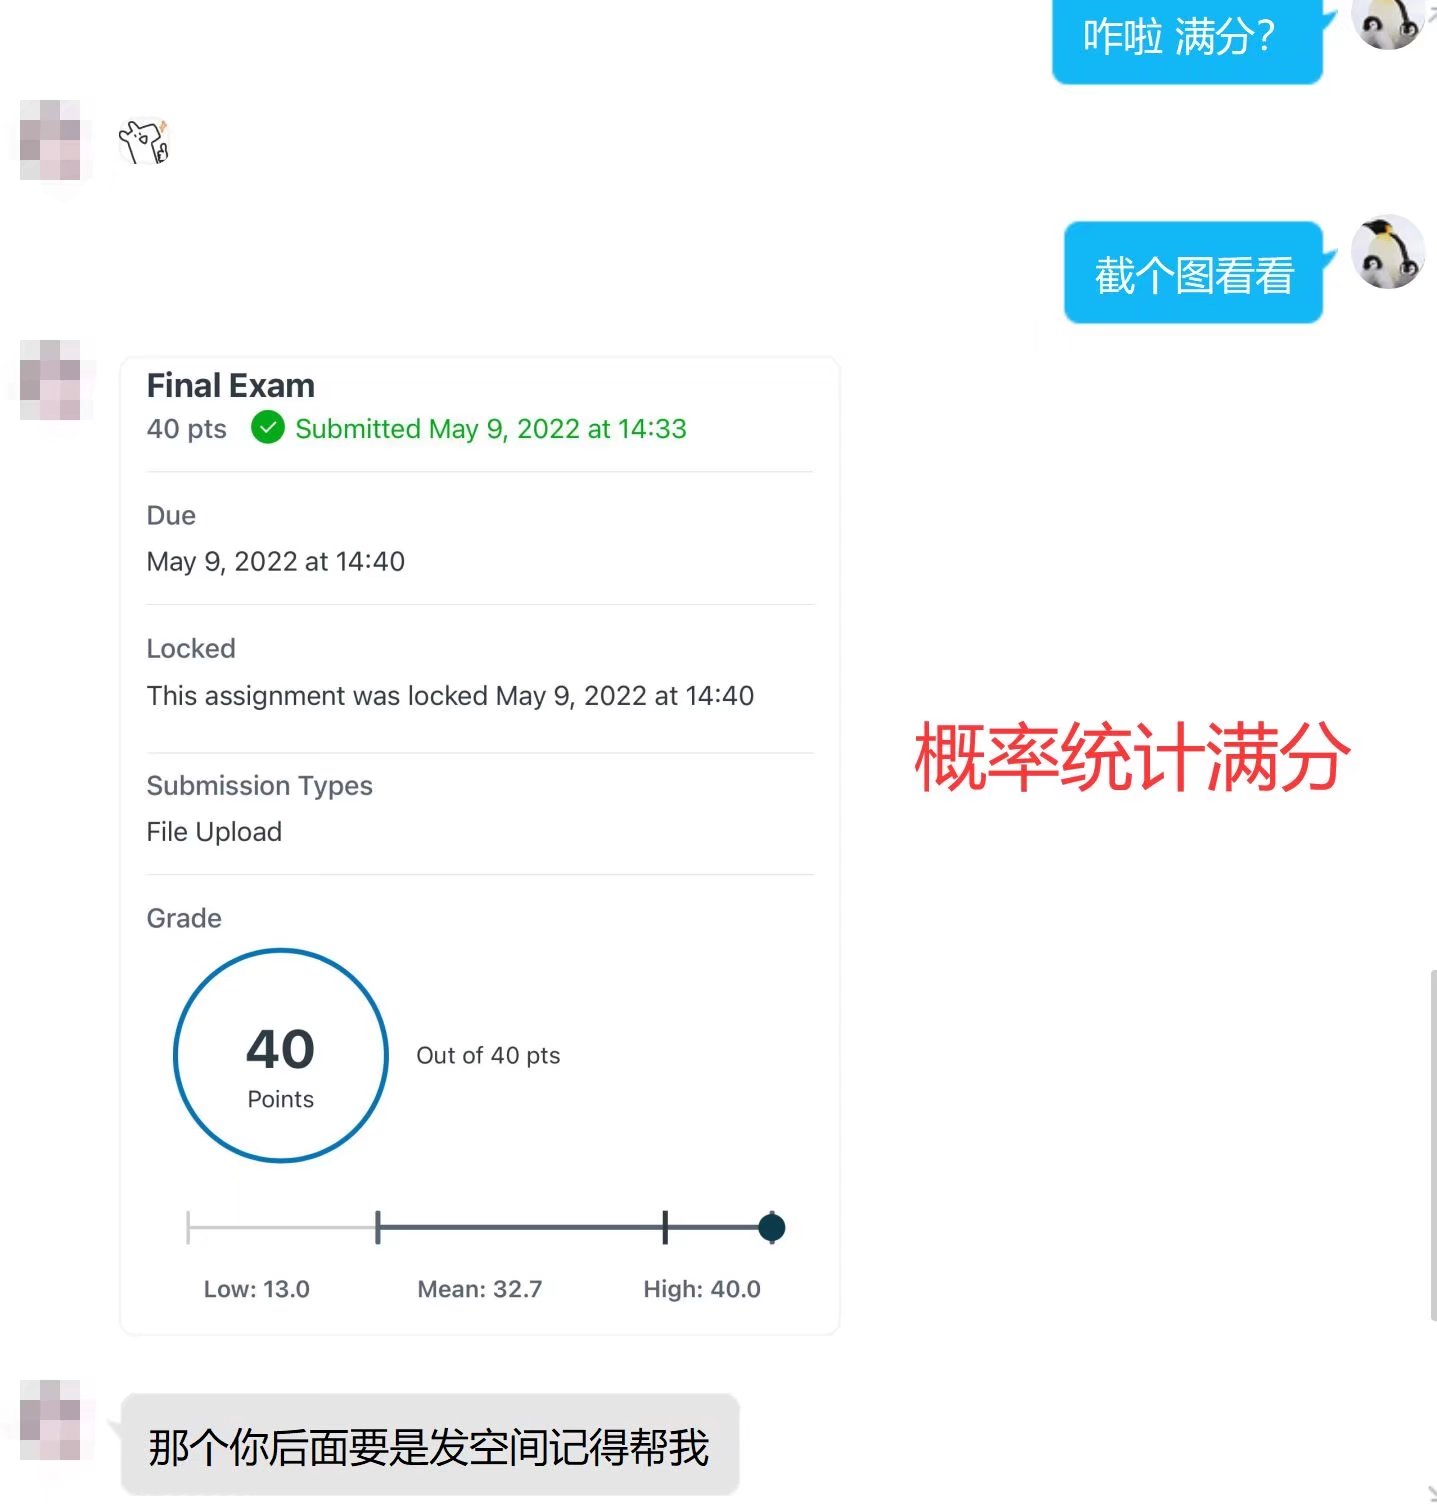 咋啦 满分？
截个图看看
Final Exam
40 pts Submitted May 9, 2022 at 14:33
Due
May 9, 2022 at 14:40
Locked
This assignment was locked May 9, 2022 at 14:40
概率统计满分
Submission Types
File Upload
Grade
40
Points
Out of 40 pts
Low: 13.0 Mean: 32.7 High: 40.0
那个你后面要是发空间记得帮我